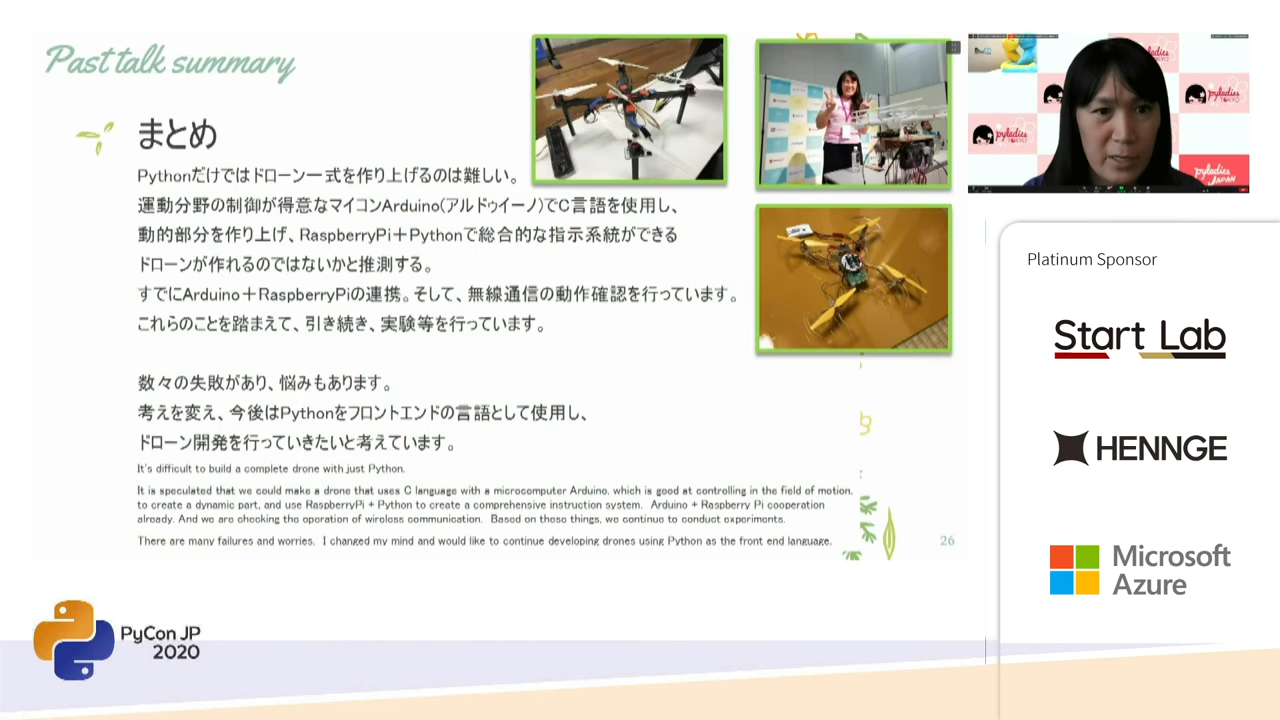 Past talk summary
まとめ
Pythonだけではドローン一式を作り上げるのは難しい。
運動分野の制御が得意なマイコンArduino(アルドゥイーノ)でC言語を使用し、
動的部分を作り上げ、RaspberryPi＋Pythonで総合的な指示系統ができる
ドローンが作れるのではないかと推測する。
すでにArduino＋RaspberryPiの連携。そして、無線通信の動作確認を行っています。
これらのことを踏まえて、引き続き、実験等を行っています。
数々の失敗があり、悩みもあります。
考えを変え、今後はPythonをフロントエンドの言語として使用し、
ドローン開発を行っていきたいと考えています。
It's difficult to build a complete drone with just Python.
It is speculated that we could make a drone that uses C language with a microcomputer Arduino, which is good at controlling in the field of motion,
to create a dynamic part, and use RaspberryPi + Python to create a comprehensive instruction system. Arduino + Raspberry Pi cooperation
already. And we are checking the operation of wireless communication. Based on these things, we continue to conduct experiments.
There are many failures and worries. I changed my mind and would like to continue developing drones using Python as the front end language.
26
pyladies
TOKYO
pyladies
TOKYO
pyladies
JAPAN
Platinum Sponsor
Start Lab
HENNGE
Microsoft
Azure
PyCon JP
2020